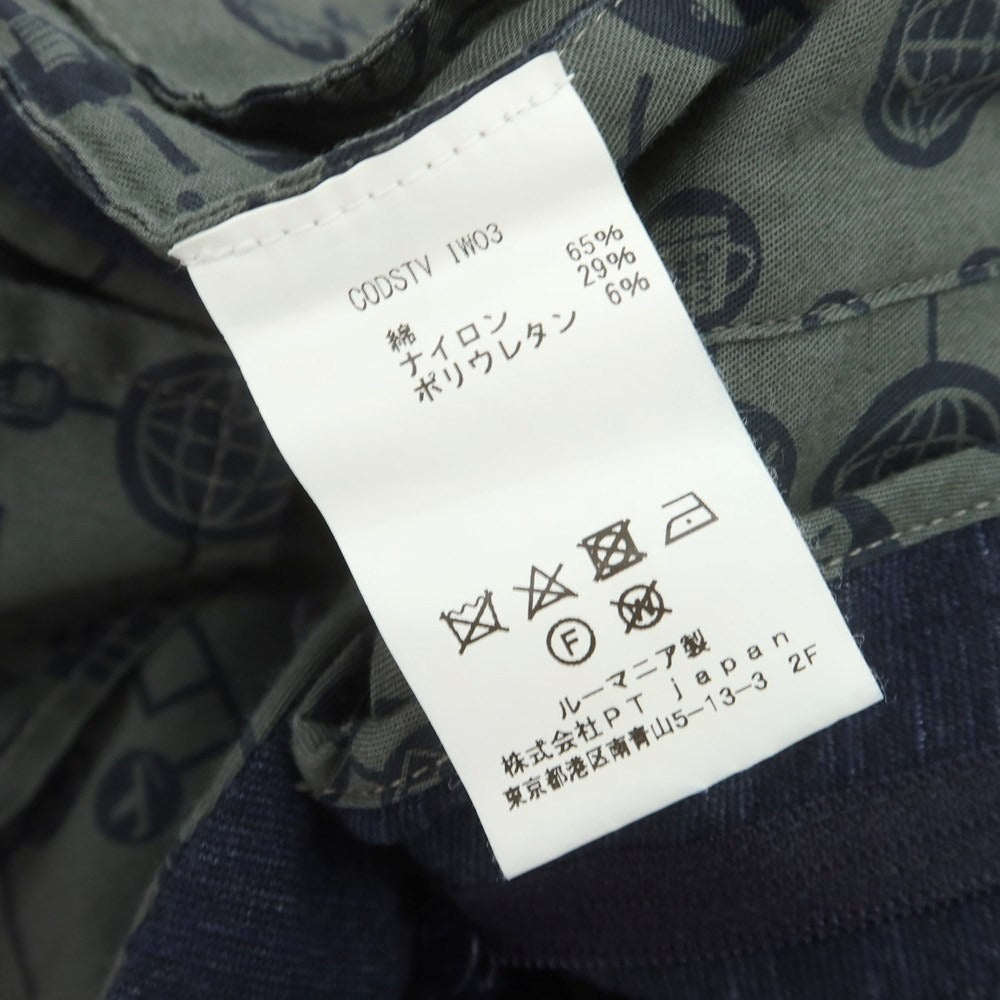 CODSTV IW03
綿 65%
ナイロン 29%
ポリウレタン 6%
F
W
ルーマニア製
株式会社PT japan
東京都港区南青山5-13-3 2F